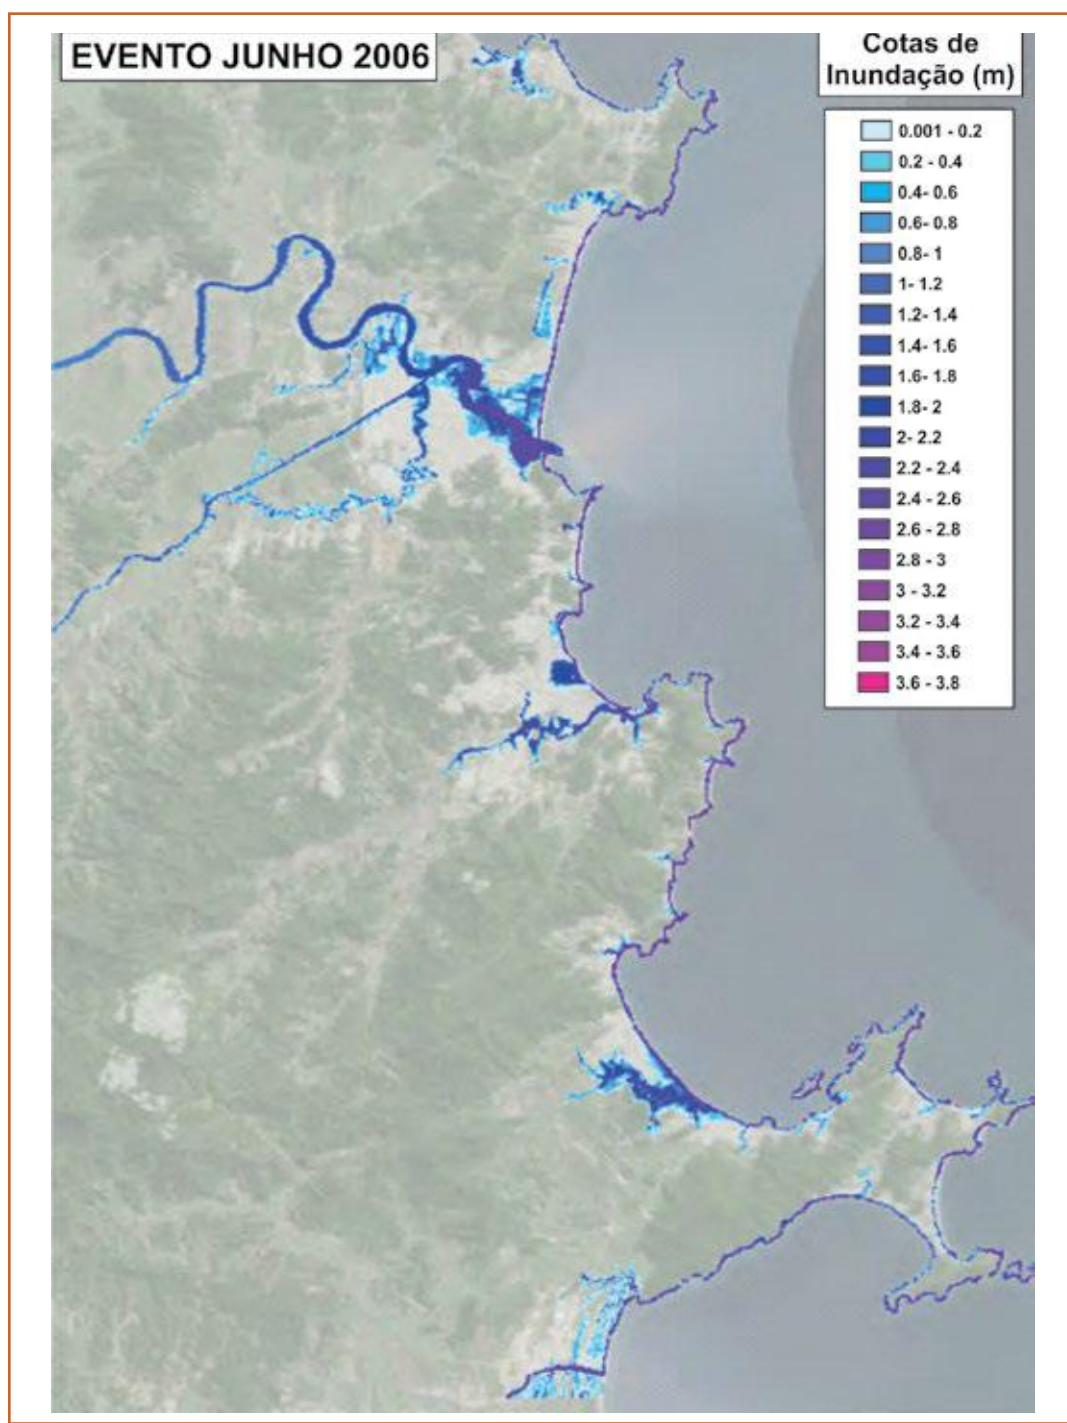 EVENTO JUNHO 2006
Cotas de
Inundação (m)
0.001 - 0.2
0.2 - 0.4
0.4- 0.6
0.6- 0.8
0.8- 1
1- 1.2
1.2- 1.4
1.4- 1.6
1.6- 1.8
1.8- 2
2- 2.2
2.2 - 2.4
2.4 - 2.6
2.6 - 2.8
2.8 - 3
3 - 3.2
3.2 - 3.4
3.4 - 3.6
3.6 - 3.8